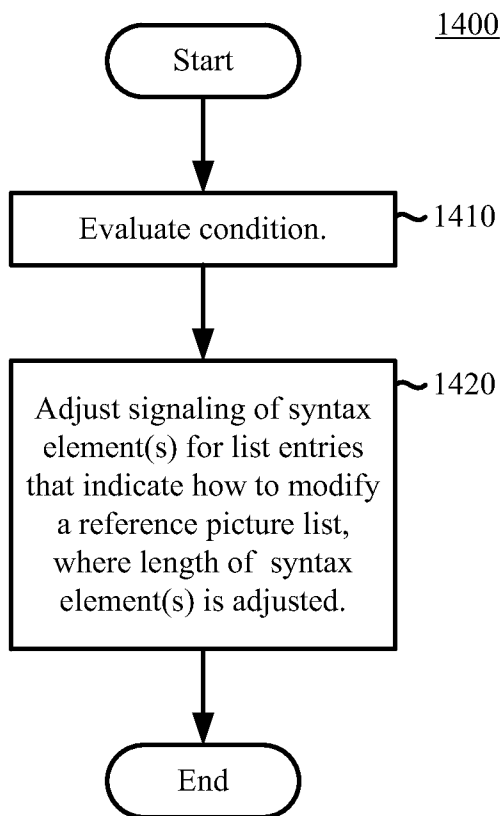 1400
Start
Evaluate condition.
1410
Adjust signaling of syntax
element(s) for list entries
that indicate how to modify
a reference picture list,
where length of syntax
element(s) is adjusted.
1420
End